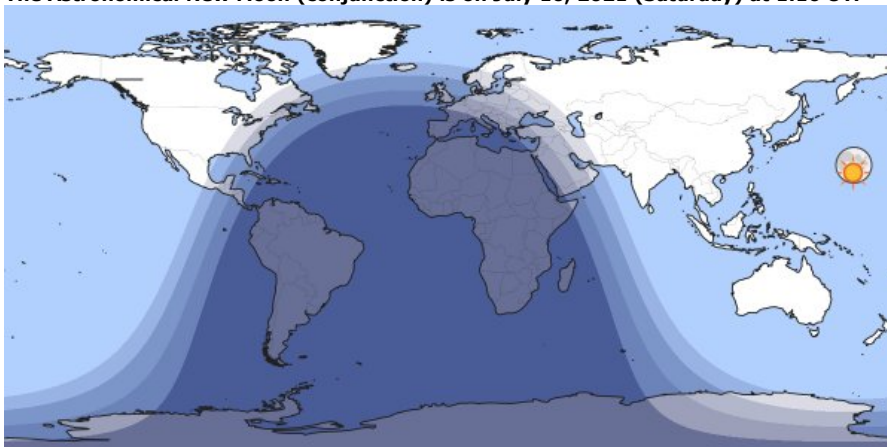 The Astronomical New Moon (conjunction) is on July 10, 2021 (Saturday) at 1:16 UT.